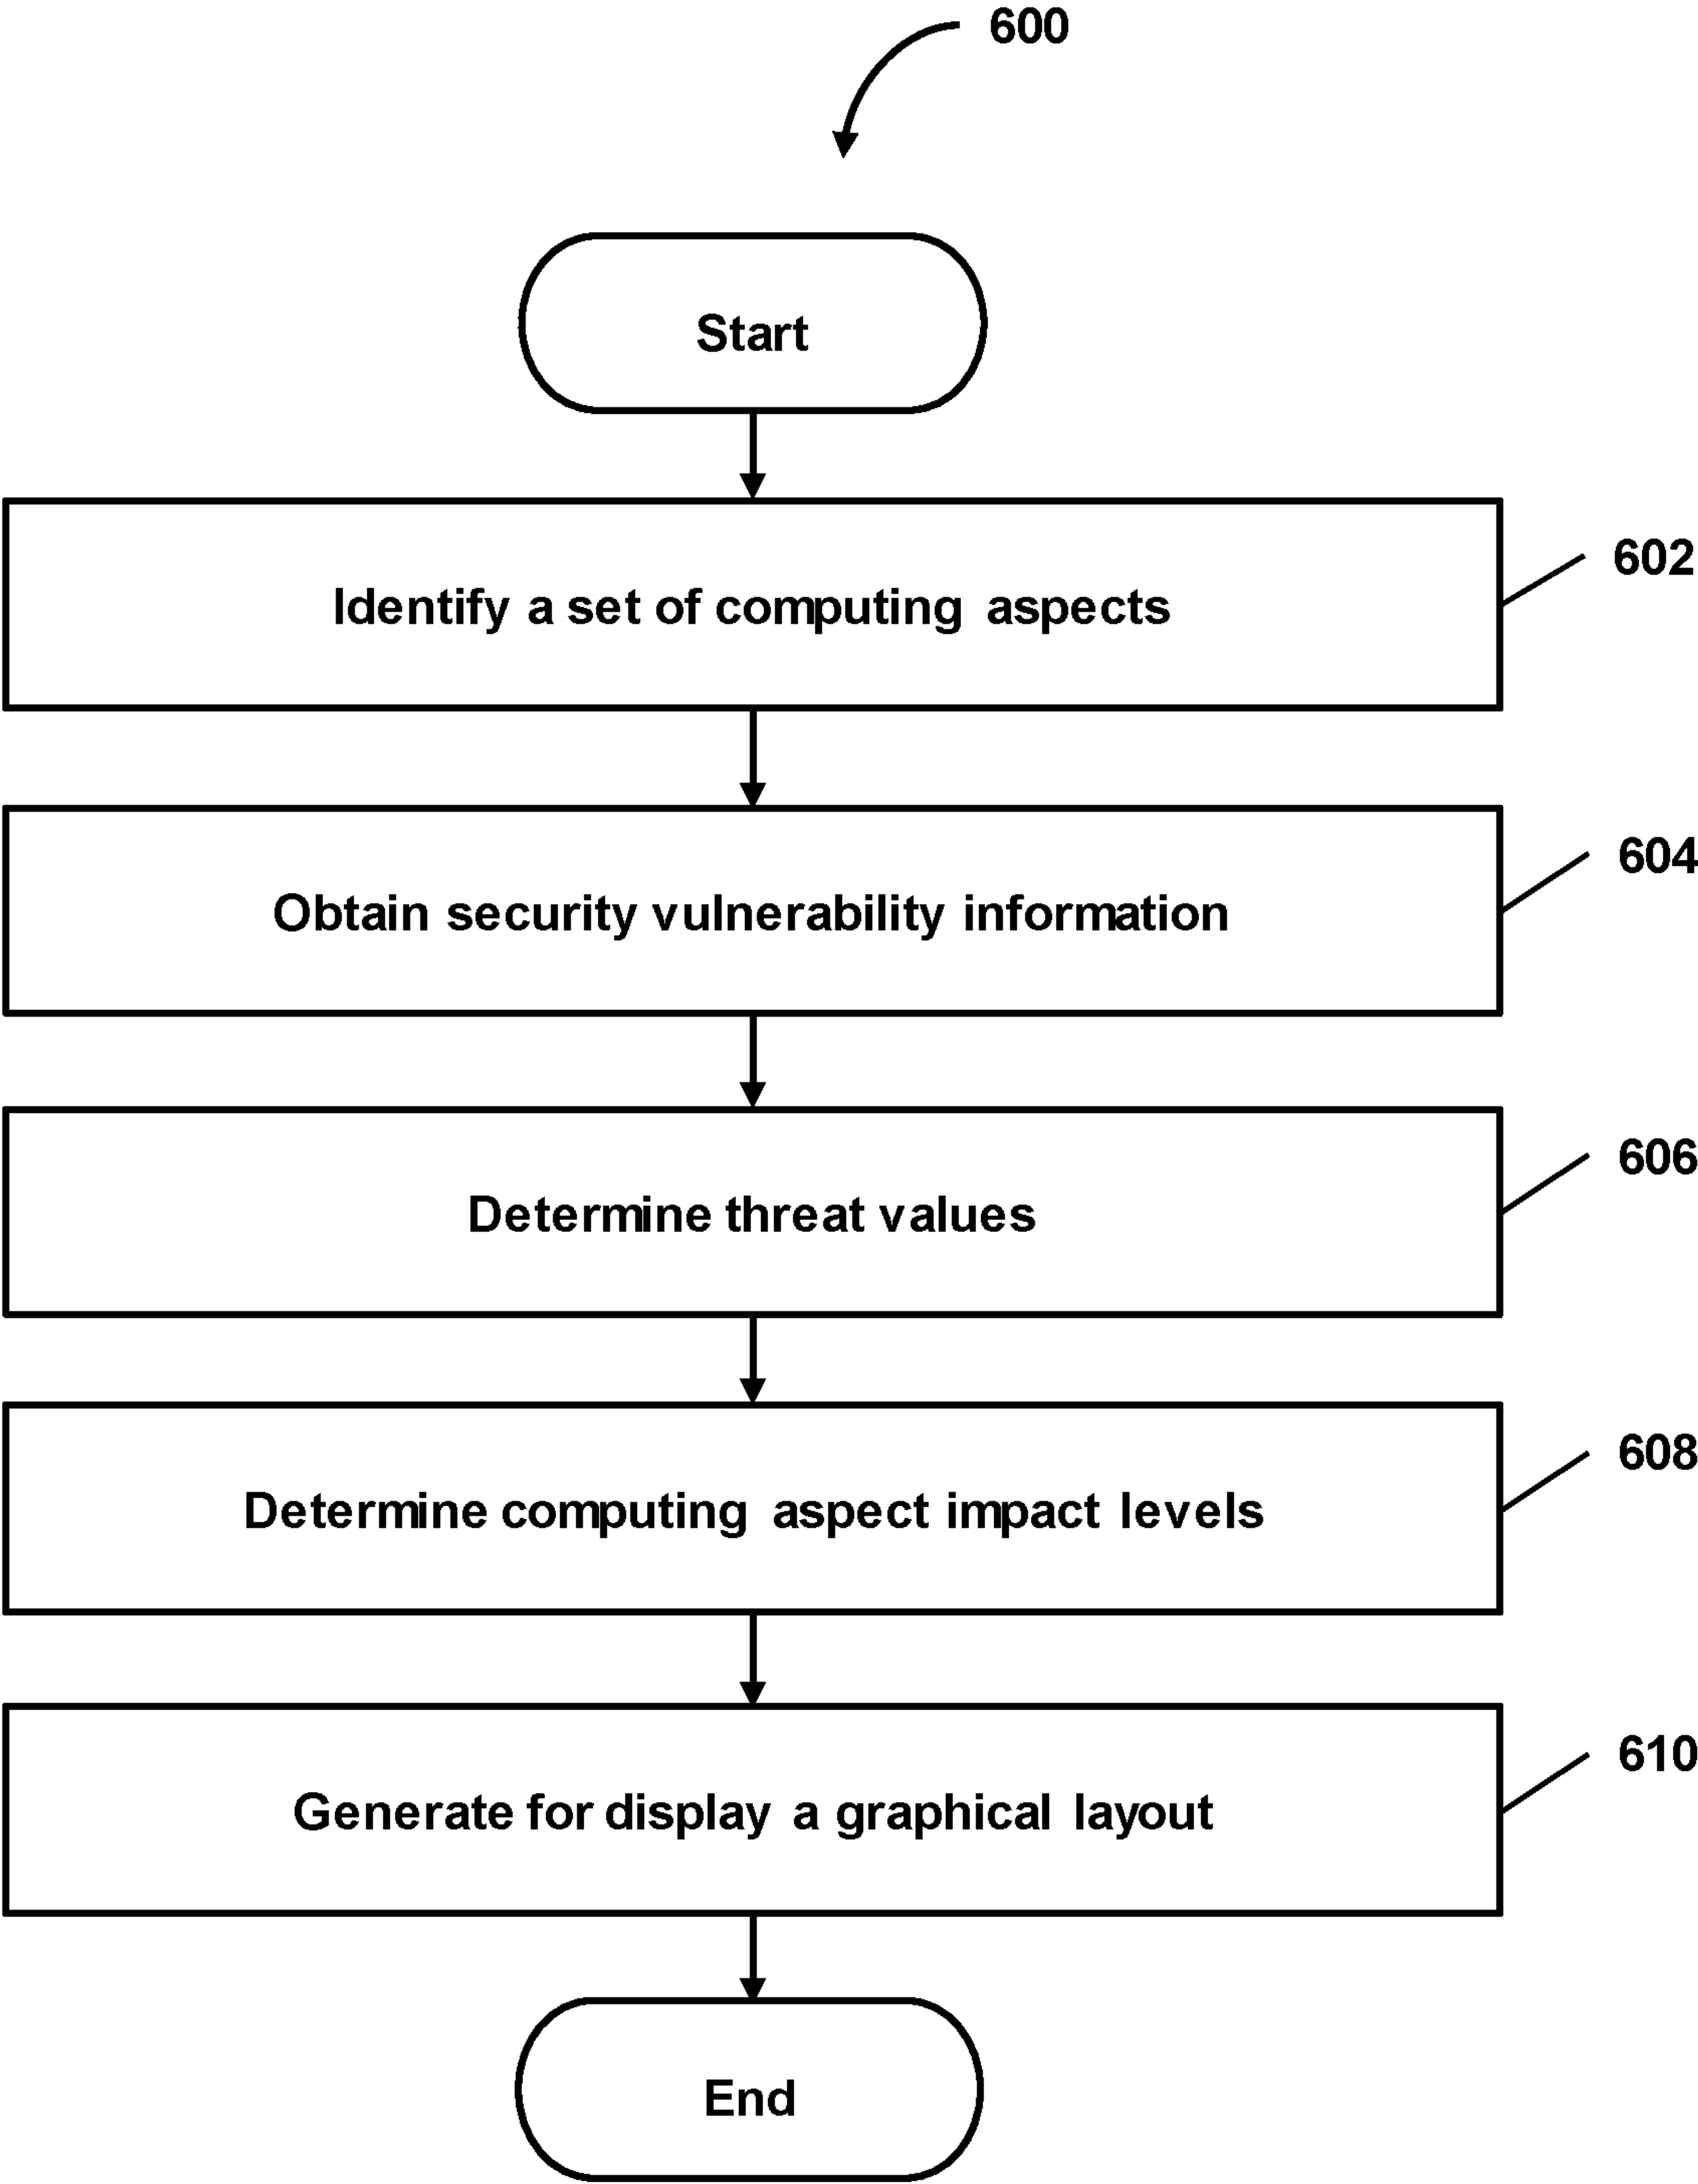 600
Start
Identify a set of computing aspects
602
Obtain security vulnerability information
604
Determine threat values
606
Determine computing aspect impact levels
608
Generate for display a graphical layout
610
End